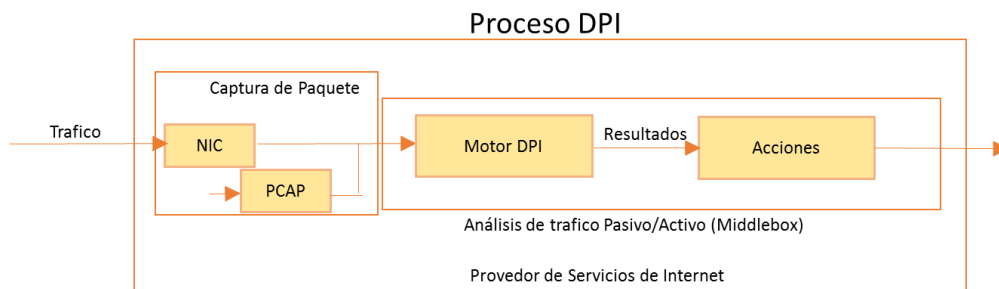 Proceso DPI
Captura de Paquete
Trafico
NIC
PCAP
Motor DPI
Resultados
Acciones
Análisis de trafico Pasivo/Activo (Middlebox)
Provedor de Servicios de Internet